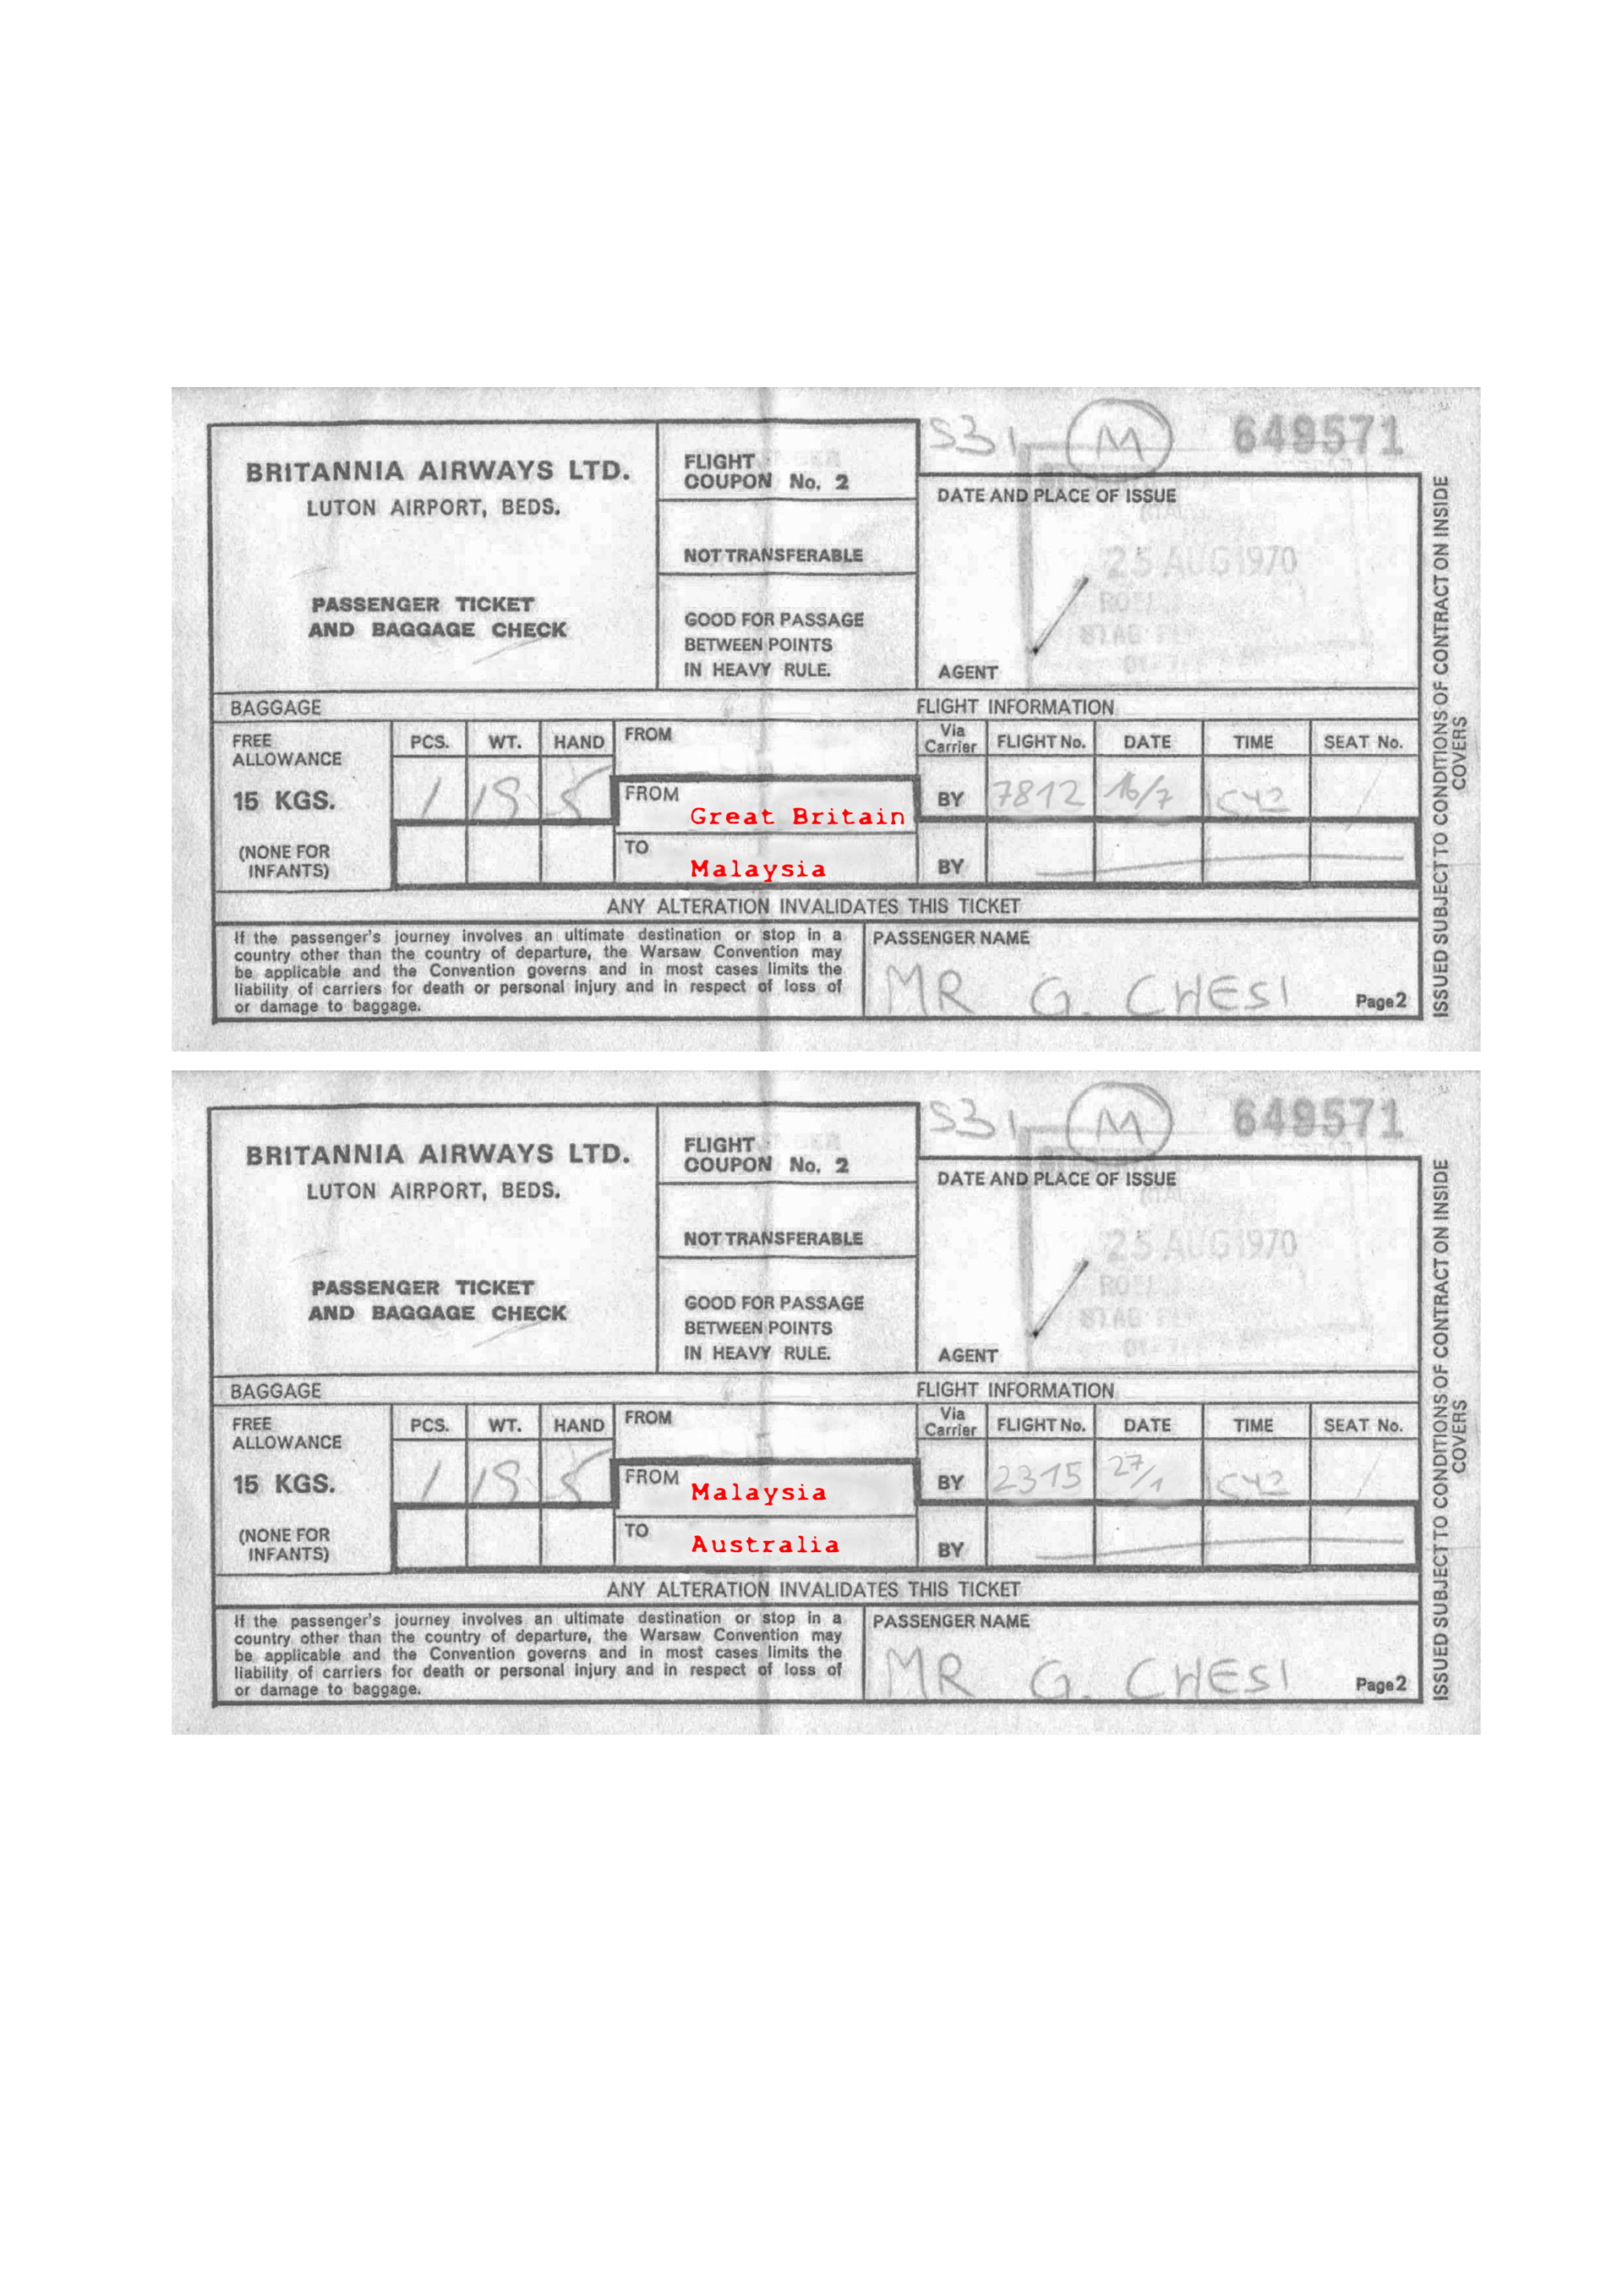 S31 M 649571
BRITANNIA AIRWAYS LTD.
LUTON AIRPORT, BEDS.
PASSENGER TICKET
AND BAGGAGE CHECK
FLIGHT
COUPON No. 2
NOT TRANSFERABLE
GOOD FOR PASSAGE
BETWEEN POINTS
IN HEAVY RULE.
DATE AND PLACE OF ISSUE
25 AUG 1970
AGENT
ISSUED SUBJECT TO CONDITIONS OF CONTRACT ON INSIDE
COVERS
BAGGAGE
FLIGHT INFORMATION
FREE
ALLOWANCE
PCS. WT. HAND
FROM
Via
Carrier
FLIGHT No. DATE TIME SEAT No.
15 KGS.
1 15
FROM
Great Britain
BY 7812 16/7
(NONE FOR
INFANTS)
TO
Malaysia
BY
ANY ALTERATION INVALIDATES THIS TICKET
If the passenger's journey involves an ultimate destination or stop in a
country other than the country of departure, the Warsaw Convention may
be applicable and the Convention governs and in most cases limits the
liability of carriers for death or personal injury and in respect of loss of
or damage to baggage.
PASSENGER NAME
MR G. CHESI
Page 2
S31 M 649571
BRITANNIA AIRWAYS LTD.
LUTON AIRPORT, BEDS.
PASSENGER TICKET
AND BAGGAGE CHECK
FLIGHT
COUPON No. 2
NOT TRANSFERABLE
GOOD FOR PASSAGE
BETWEEN POINTS
IN HEAVY RULE.
DATE AND PLACE OF ISSUE
25 AUG 1970
AGENT
ISSUED SUBJECT TO CONDITIONS OF CONTRACT ON INSIDE
COVERS
BAGGAGE
FLIGHT INFORMATION
FREE
ALLOWANCE
PCS. WT. HAND
FROM
Via
Carrier
FLIGHT No. DATE TIME SEAT No.
15 KGS.
1 15
FROM
Malaysia
BY 2315 27/1
(NONE FOR
INFANTS)
TO
Australia
BY
ANY ALTERATION INVALIDATES THIS TICKET
If the passenger's journey involves an ultimate destination or stop in a
country other than the country of departure, the Warsaw Convention may
be applicable and the Convention governs and in most cases limits the
liability of carriers for death or personal injury and in respect of loss of
or damage to baggage.
PASSENGER NAME
MR G. CHESI
Page 2